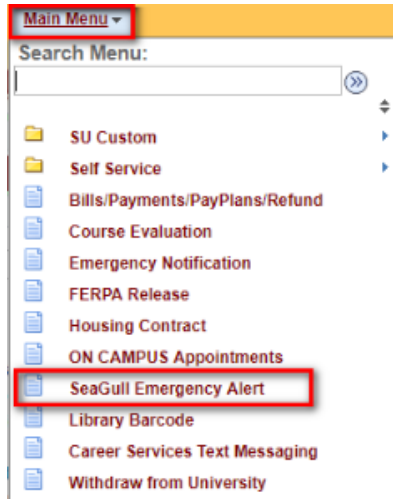 Main Menu
Search Menu:
SU Custom
Self Service
Bills/Payments/PayPlans/Refund
Course Evaluation
Emergency Notification
FERPA Release
Housing Contract
ON CAMPUS Appointments
SeaGull Emergency Alert
Library Barcode
Career Services Text Messaging
Withdraw from University